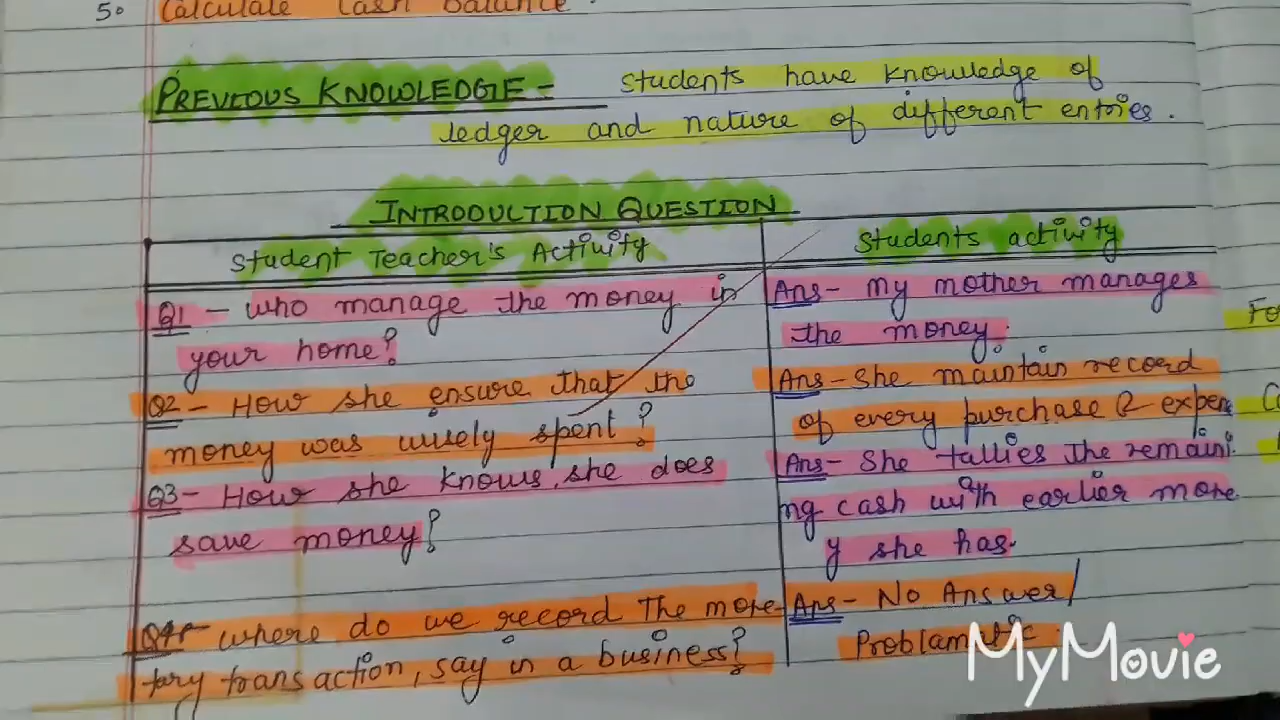 5. Calculate Cash Balance.
PREVIOUS KNOWLEDGE - Students have knowledge of
ledger and nature of different entries.
INTRODUCTION QUESTION
Student Teacher's Activity
Students activity
Q1 - who manage the money in
your home?
Ans - My mother manages
the money.
Q2 - How she ensure that the
money was wisely spent?
Ans - She maintain record
of every purchase & expen
Q3 - How she knows, she does
save money?
Ans - She tallies the remaini
ng cash with earlier mone
y she has.
Q4 - where do we record the mone-
tary transaction, say in a business?
Ans - No Answer/
Problematic
Fo
Co
MyMovie